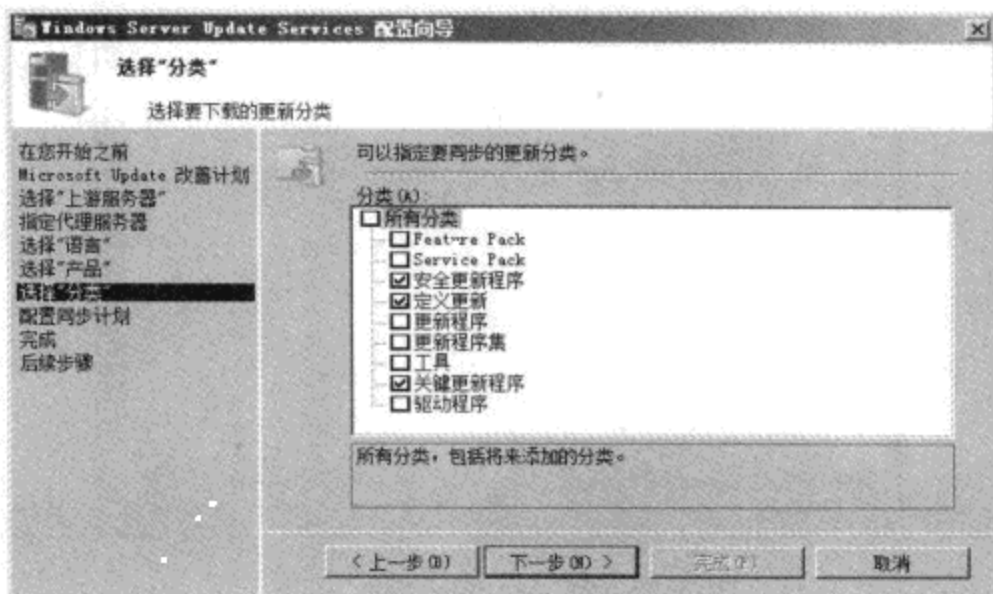 Windows Server Update Services 配置向导
选择"分类"
选择要下载的更新分类
在您开始之前
Microsoft Update 改善计划
选择"上游服务器"
指定代理服务器
选择"语言"
选择"产品"
选择"分类"
配置同步计划
完成
后续步骤
可以指定要同步的更新分类。
分类(A):
所有分类
Feature Pack
Service Pack
安全更新程序
定义更新
更新程序
更新程序集
工具
关键更新程序
驱动程序
所有分类，包括将来添加的分类。
< 上一步(B)
下一步(N) >
完成(F)
取消